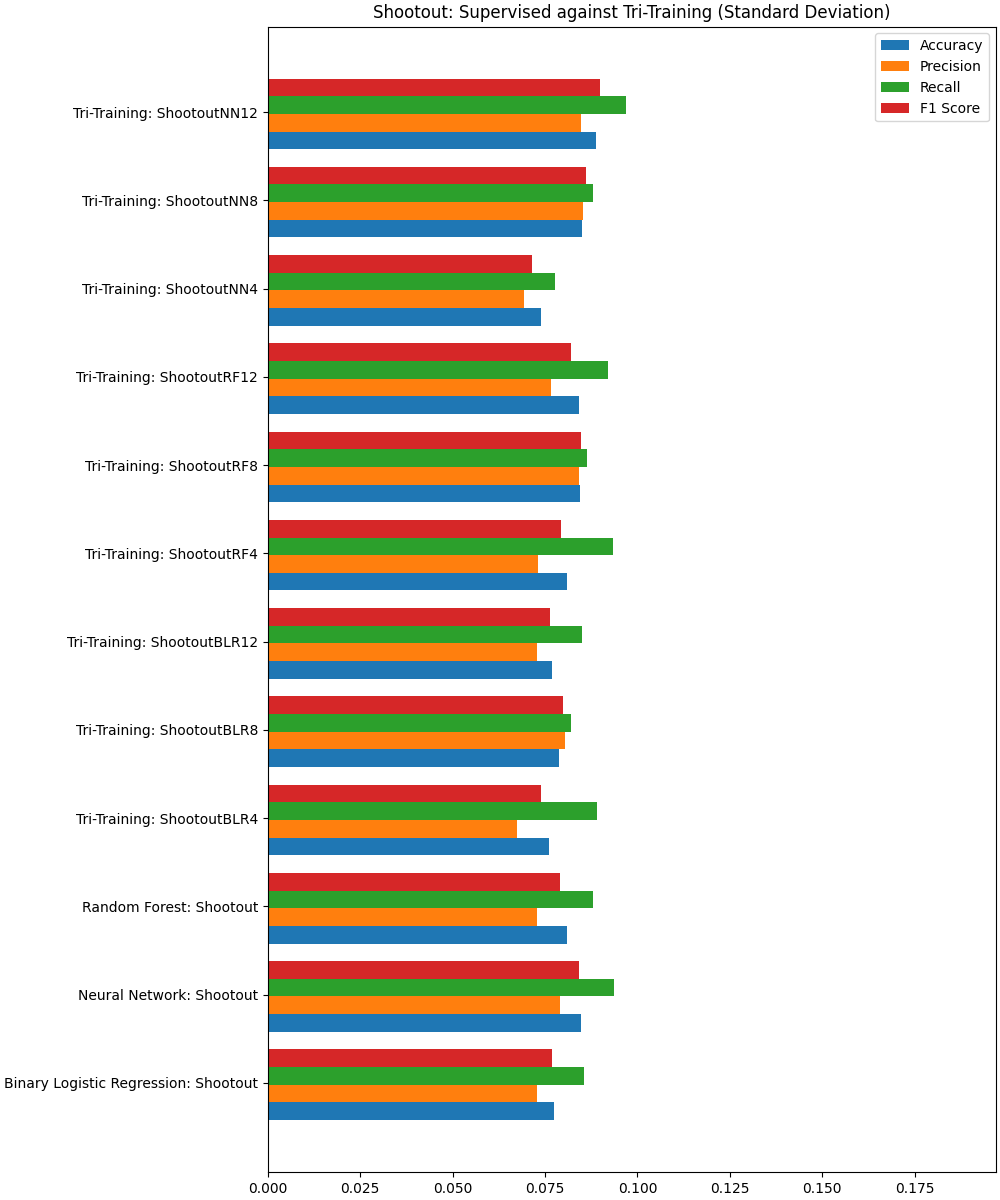 Shootout: Supervised against Tri-Training (Standard Deviation)
Accuracy
Precision
Recall
F1 Score
Tri-Training: ShootoutNN12
Tri-Training: ShootoutNN8
Tri-Training: ShootoutNN4
Tri-Training: ShootoutRF12
Tri-Training: ShootoutRF8
Tri-Training: ShootoutRF4
Tri-Training: ShootoutBLR12
Tri-Training: ShootoutBLR8
Tri-Training: ShootoutBLR4
Random Forest: Shootout
Neural Network: Shootout
Binary Logistic Regression: Shootout
0.000 0.025 0.050 0.075 0.100 0.125 0.150 0.175